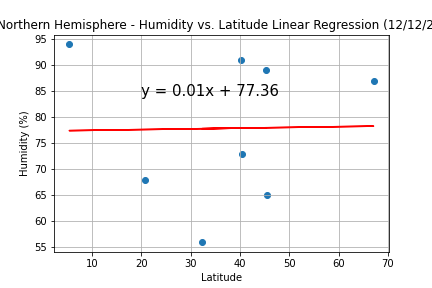 Northern Hemisphere - Humidity vs. Latitude Linear Regression (12/12/2
95
90
85
80
75
70
65
60
55
y = 0.01x + 77.36
Humidity (%)
10 20 30 40 50 60 70
Latitude